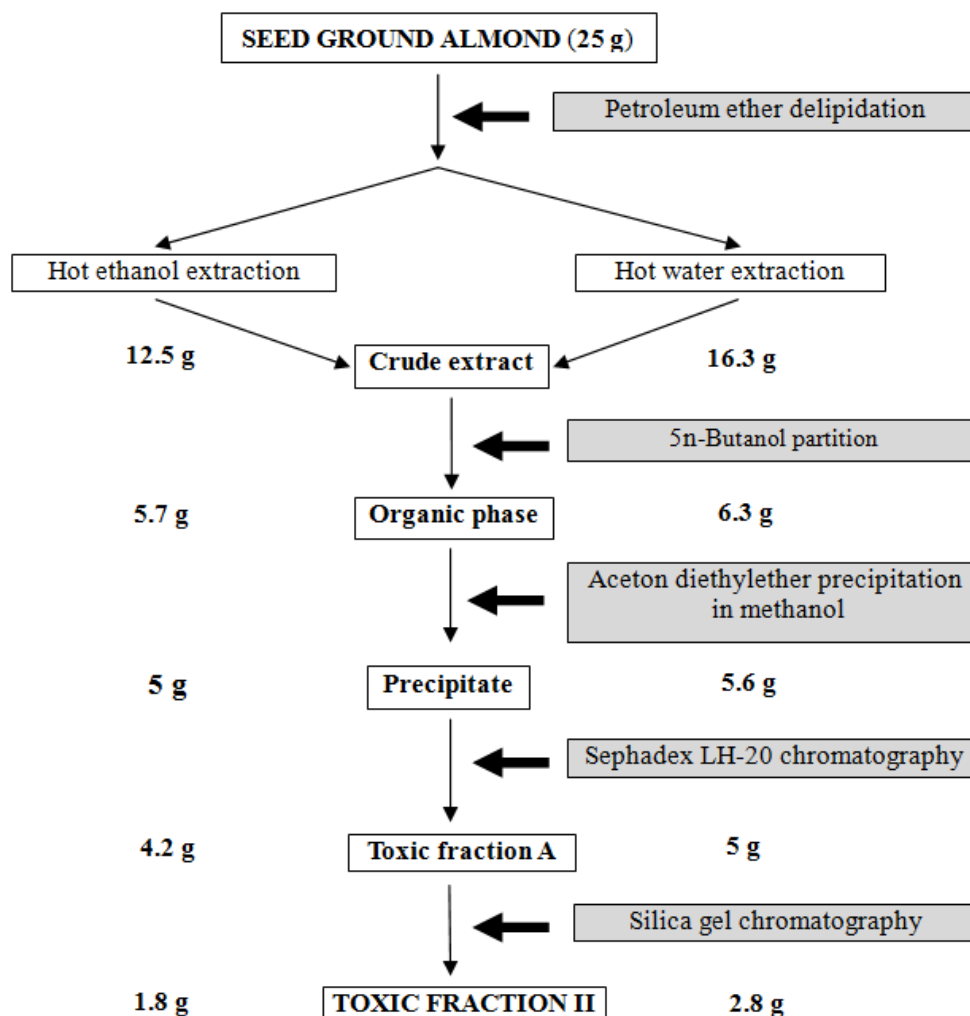 SEED GROUND ALMOND (25 g)
Petroleum ether delipidation
Hot ethanol extraction
Hot water extraction
12.5 g
Crude extract
16.3 g
5n-Butanol partition
5.7 g
Organic phase
6.3 g
Aceton diethylether precipitation
in methanol
5 g
Precipitate
5.6 g
Sephadex LH-20 chromatography
4.2 g
Toxic fraction A
5 g
Silica gel chromatography
1.8 g
TOXIC FRACTION II
2.8 g